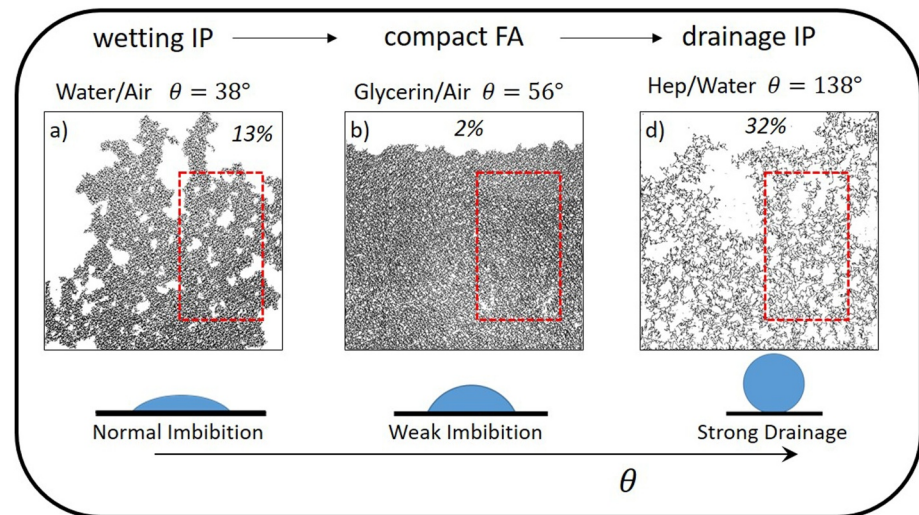 wetting IP
compact FA
drainage IP
Water/Air θ = 38°
Glycerin/Air θ = 56°
Hep/Water θ = 138°
a)
13%
b)
2%
d)
32%
Normal Imbibition
Weak Imbibition
Strong Drainage
θ